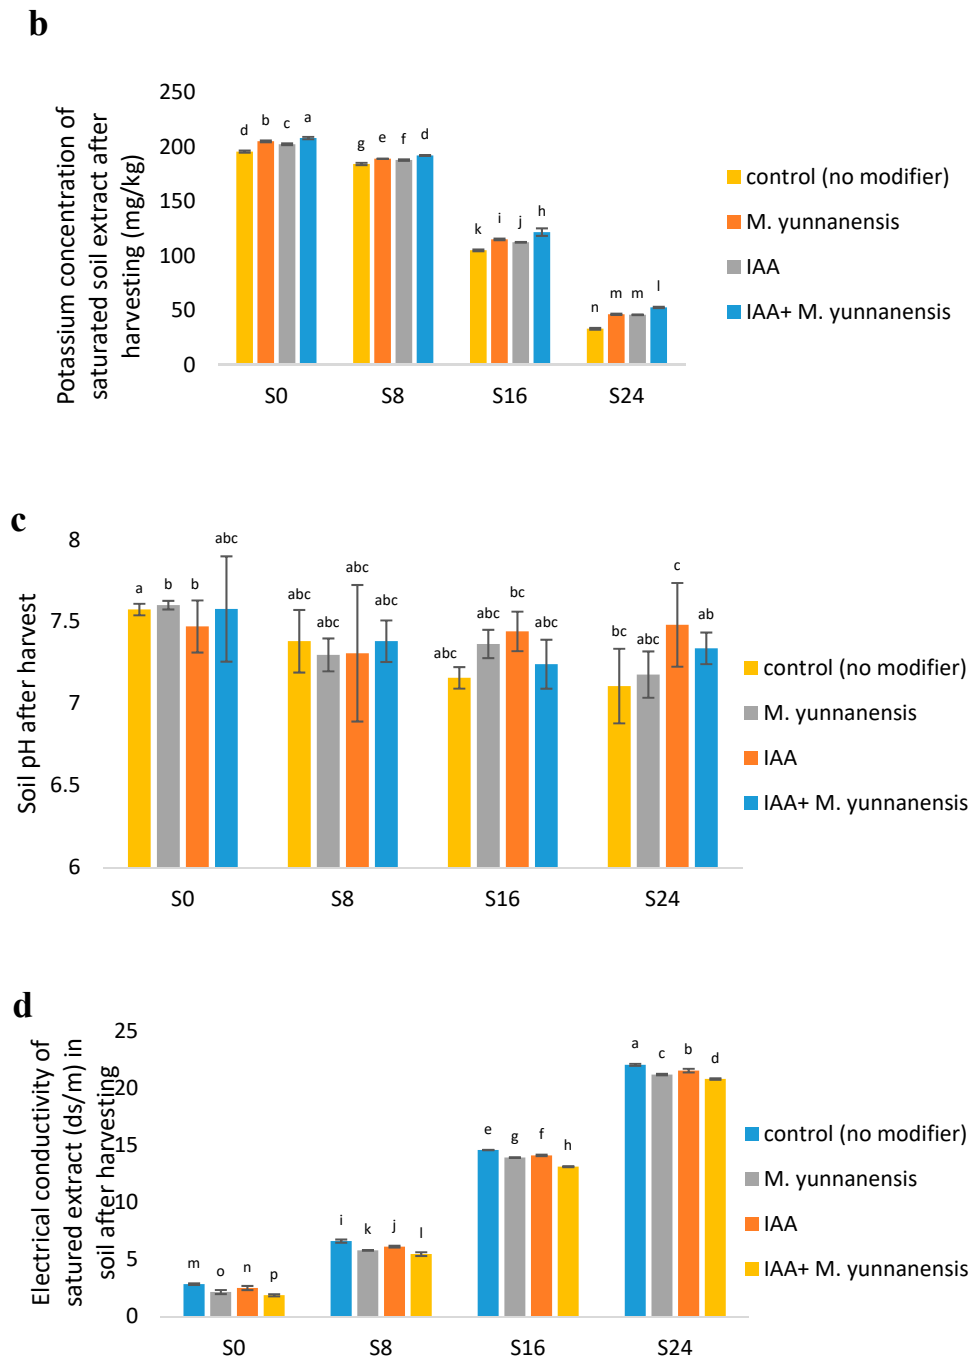 b
Potassium concentration of
saturated soil extract after
harvesting (mg/kg)
250
200
150
100
50
0
d b c a
g e f d
k i j h
n m m l
S0 S8 S16 S24
control (no modifier)
M. yunnanensis
IAA
IAA+ M. yunnanensis
c
Soil pH after harvest
8
7.5
7
6.5
6
a b b abc
abc abc abc abc
abc abc bc abc
bc abc c ab
S0 S8 S16 S24
control (no modifier)
M. yunnanensis
IAA
IAA+ M. yunnanensis
d
Electrical conductivity of
satured extract (ds/m) in
soil after harvesting
25
20
15
10
5
0
m o n p
i k j l
e g f h
a c b d
S0 S8 S16 S24
control (no modifier)
M. yunnanensis
IAA
IAA+ M. yunnanensis